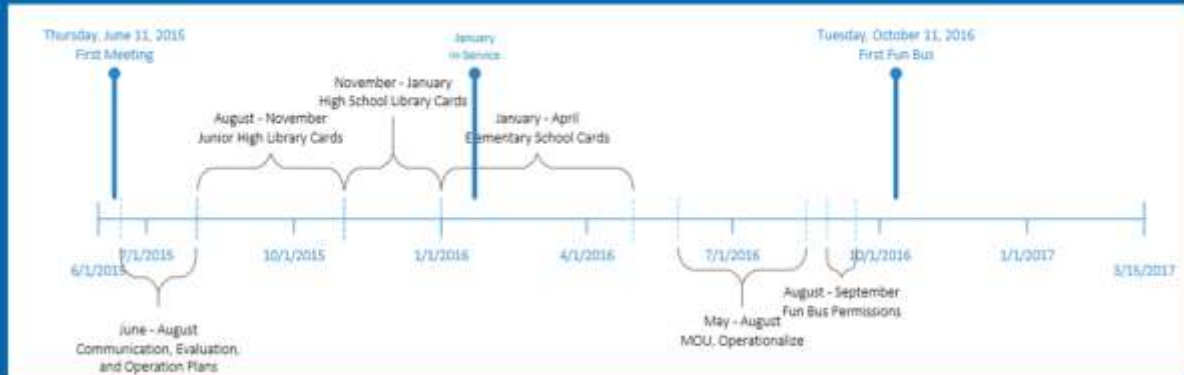 Thursday, June 11, 2015
First Meeting
January
In-Service
Tuesday, October 11, 2016
First Fun Bus
November - January
High School Library Cards
August - November
Junior High Library Cards
January - April
Elementary School Cards
6/1/2015
7/1/2015
10/1/2015
1/1/2016
4/1/2016
7/1/2016
10/1/2016
1/1/2017
3/15/2017
June - August
Communication, Evaluation,
and Operation Plans
May - August
MOU, Operationalize
August - September
Fun Bus Permissions